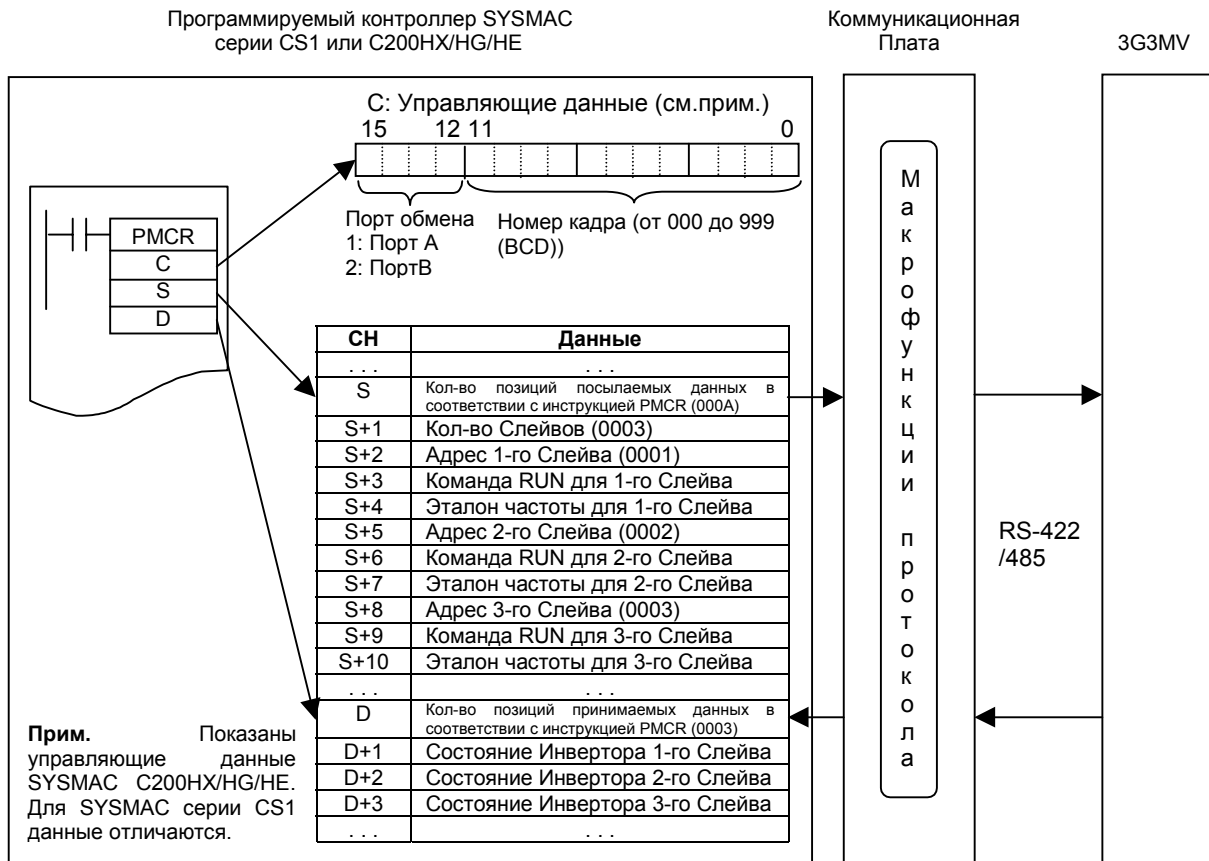 Программируемый контроллер SYSMAC
серии CS1 или C200HX/HG/HE
Коммуникационная
Плата
3G3MV
С: Управляющие данные (см.прим.)
15 12 11 0
Порт обмена
1: Порт А
2: ПортВ
Номер кадра (от 000 до 999
(BCD))
PMCR
C
S
D
CH Данные
. . . . . .
S Кол-во позиций посылаемых данных в
соответствии с инструкцией PMCR (000A)
S+1 Кол-во Слейвов (0003)
S+2 Адрес 1-го Слейва (0001)
S+3 Команда RUN для 1-го Слейва
S+4 Эталон частоты для 1-го Слейва
S+5 Адрес 2-го Слейва (0002)
S+6 Команда RUN для 2-го Слейва
S+7 Эталон частоты для 2-го Слейва
S+8 Адрес 3-го Слейва (0003)
S+9 Команда RUN для 3-го Слейва
S+10 Эталон частоты для 3-го Слейва
. . . . . .
D Кол-во позиций принимаемых данных в
соответствии с инструкцией PMCR (0003)
D+1 Состояние Инвертора 1-го Слейва
D+2 Состояние Инвертора 2-го Слейва
D+3 Состояние Инвертора 3-го Слейва
. . . . . .
Прим. Показаны
управляющие данные
SYSMAC C200HX/HG/HE.
Для SYSMAC серии CS1
данные отличаются.
Макрофункции протокола
RS-422
/485